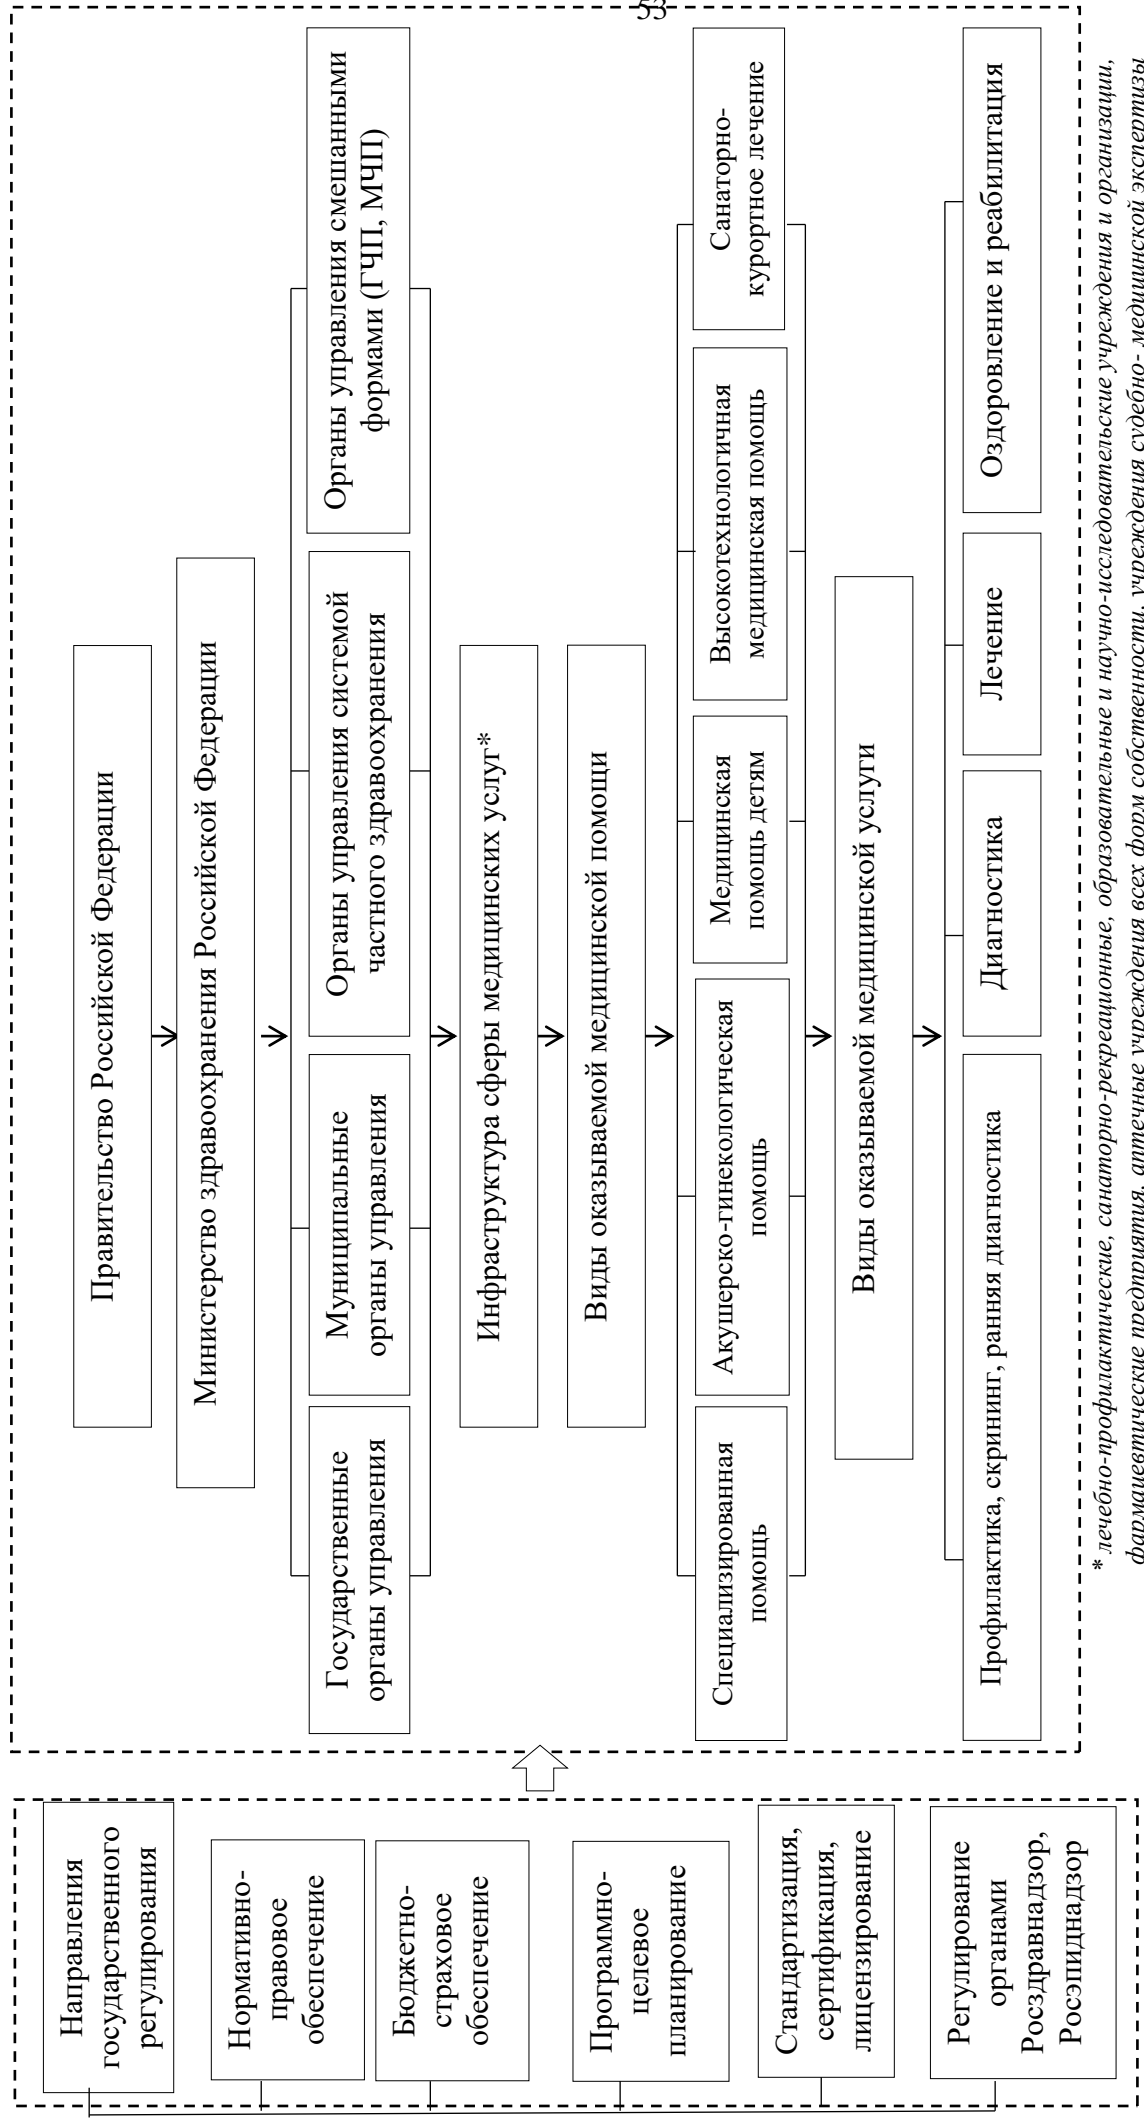 53
Направления
государственного
регулирования
Нормативно-
правовое
обеспечение
Бюджетно-
страховое
обеспечение
Программно-
целевое
планирование
Стандартизация,
сертификация,
лицензирование
Регулирование
органами
Росздравнадзор,
Росэпиднадзор
Правительство Российской Федерации
Министерство здравоохранения Российской Федерации
Государственные
органы управления
Муниципальные
органы управления
Органы управления системой
частного здравоохранения
Органы управления смешанными
формами (ГЧП, МЧП)
Инфраструктура сферы медицинских услуг*
Виды оказываемой медицинской помощи
Специализированная
помощь
Акушерско-гинекологическая
помощь
Медицинская
помощь детям
Высокотехнологичная
медицинская помощь
Санаторно-
курортное лечение
Виды оказываемой медицинской услуги
Профилактика, скрининг, ранняя диагностика
Диагностика
Лечение
Оздоровление и реабилитация
* лечебно-профилактические, санаторно-рекреационные, образовательные и научно-исследовательские учреждения и организации,
фармацевтические предприятия, аптечные учреждения всех форм собственности, учреждения судебно- медицинской экспертизы